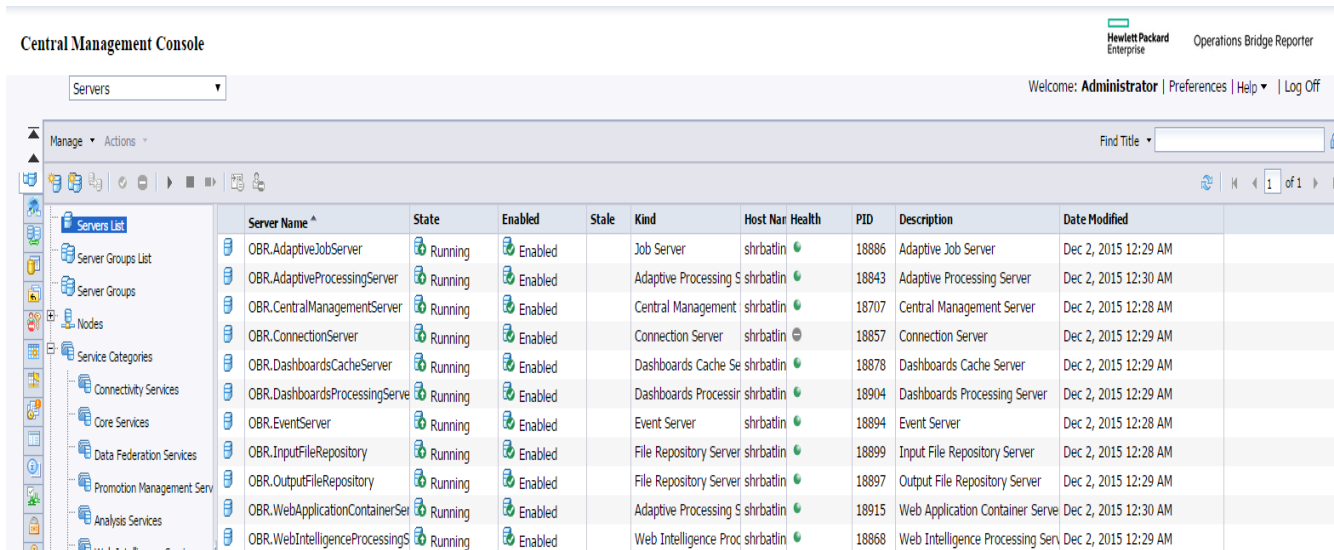 Central Management Console
Hewlett Packard
Enterprise
Operations Bridge Reporter
Servers
Welcome: Administrator | Preferences | Help | Log Off
Manage Actions
Find Title
1 of 1
Servers List
Server Groups List
Server Groups
Nodes
Service Categories
Connectivity Services
Core Services
Data Federation Services
Promotion Management Serv
Analysis Services
Server Name State Enabled Stale Kind Host Nar Health PID Description Date Modified
OBR.AdaptiveJobServer Running Enabled Job Server shrbatlin 18886 Adaptive Job Server Dec 2, 2015 12:29 AM
OBR.AdaptiveProcessingServer Running Enabled Adaptive Processing S shrbatlin 18843 Adaptive Processing Server Dec 2, 2015 12:30 AM
OBR.CentralManagementServer Running Enabled Central Management shrbatlin 18707 Central Management Server Dec 2, 2015 12:28 AM
OBR.ConnectionServer Running Enabled Connection Server shrbatlin 18857 Connection Server Dec 2, 2015 12:29 AM
OBR.DashboardsCacheServer Running Enabled Dashboards Cache Se shrbatlin 18878 Dashboards Cache Server Dec 2, 2015 12:29 AM
OBR.DashboardsProcessingServe Running Enabled Dashboards Processir shrbatlin 18904 Dashboards Processing Server Dec 2, 2015 12:29 AM
OBR.EventServer Running Enabled Event Server shrbatlin 18894 Event Server Dec 2, 2015 12:28 AM
OBR.InputFileRepository Running Enabled File Repository Server shrbatlin 18899 Input File Repository Server Dec 2, 2015 12:28 AM
OBR.OutputFileRepository Running Enabled File Repository Server shrbatlin 18897 Output File Repository Server Dec 2, 2015 12:29 AM
OBR.WebApplicationContainerSer Running Enabled Adaptive Processing S shrbatlin 18915 Web Application Container Serve Dec 2, 2015 12:30 AM
OBR.WebIntelligenceProcessingS Running Enabled Web Intelligence Proc shrbatlin 18868 Web Intelligence Processing Serv Dec 2, 2015 12:29 AM